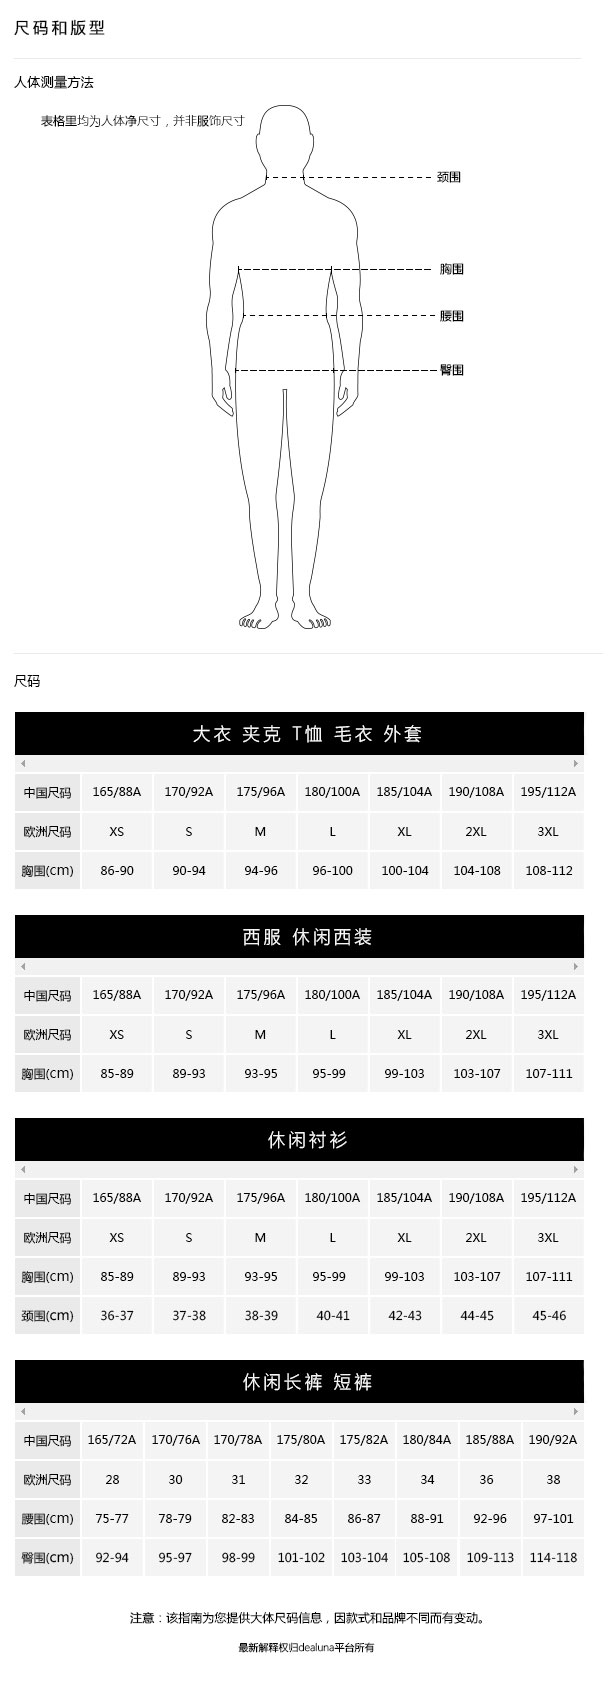 尺码和版型
人体测量方法
表格里均为人体净尺寸，并非服饰尺寸
颈围
胸围
腰围
臀围
尺码
大衣 夹克 T恤 毛衣 外套
中国尺码 165/88A 170/92A 175/96A 180/100A 185/104A 190/108A 195/112A
欧洲尺码 XS S M L XL 2XL 3XL
胸围(cm) 86-90 90-94 94-96 96-100 100-104 104-108 108-112
西服 休闲西装
中国尺码 165/88A 170/92A 175/96A 180/100A 185/104A 190/108A 195/112A
欧洲尺码 XS S M L XL 2XL 3XL
胸围(cm) 85-89 89-93 93-95 95-99 99-103 103-107 107-111
休闲衬衫
中国尺码 165/88A 170/92A 175/96A 180/100A 185/104A 190/108A 195/112A
欧洲尺码 XS S M L XL 2XL 3XL
胸围(cm) 85-89 89-93 93-95 95-99 99-103 103-107 107-111
颈围(cm) 36-37 37-38 38-39 40-41 42-43 44-45 45-46
休闲长裤 短裤
中国尺码 165/72A 170/76A 170/78A 175/80A 175/82A 180/84A 185/88A 190/92A
欧洲尺码 28 30 31 32 33 34 36 38
腰围(cm) 75-77 78-79 82-83 84-85 86-87 88-91 92-96 97-101
臀围(cm) 92-94 95-97 98-99 101-102 103-104 105-108 109-113 114-118
注意：该指南为您提供大体尺码信息，因款式和品牌不同而有变动。
最新解释权归dealuna平台所有